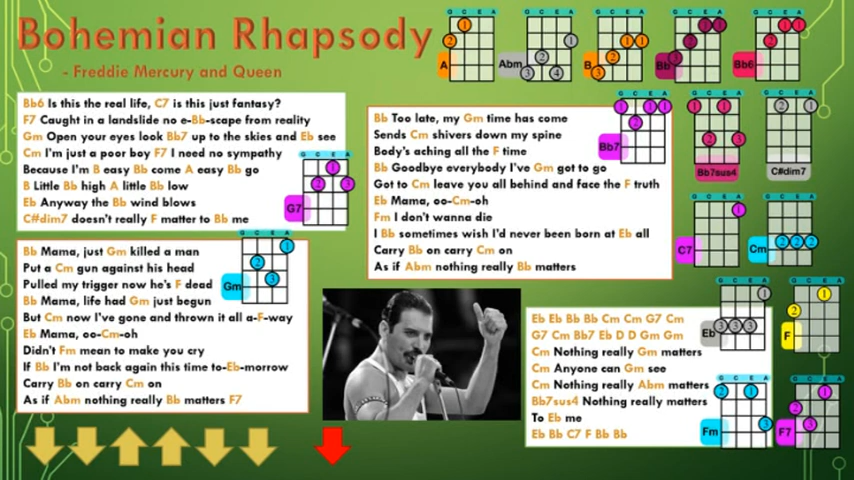 Bohemian Rhapsody
- Freddie Mercury and Queen
Bb6 Is this the real life, C7 is this just fantasy?
F7 Caught in a landslide no e-Bb-scape from reality
Gm Open your eyes look Bb7 up to the skies and Eb see
Cm I'm just a poor boy F7 I need no sympathy
Because I'm B easy Bb come A easy Bb go
B Little Bb high A little Bb low
Eb Anyway the Bb wind blows
C#dim7 doesn't really F matter to Bb me
Bb Mama, just Gm killed a man
Put a Cm gun against his head
Pulled my trigger now he's F dead
Bb Mama, life had Gm just begun
But Cm now I've gone and thrown it all a-F-way
Eb Mama, oo-Cm-oh
Didn't Fm mean to make you cry
If Bb I'm not back again this time to-Eb-morrow
Carry Bb on carry Cm on
As if Abm nothing really Bb matters F7
Bb Too late, my Gm time has come
Sends Cm shivers down my spine
Body's aching all the F time
Bb Goodbye everybody I've Gm got to go
Got to Cm leave you all behind and face the F truth
Eb Mama, oo-Cm-oh
Fm I don't wanna die
I Bb sometimes wish I'd never been born at Eb all
Carry Bb on carry Cm on
As if Abm nothing really Bb matters
Eb Eb Bb Bb Cm Cm G7 Cm
G7 Cm Bb7 Eb D D Gm Gm
Cm Nothing really Gm matters
Cm Anyone can Gm see
Cm Nothing really Abm matters
Bb7sus4 Nothing really matters
To Eb me
Eb Bb C7 F Bb Bb
G C E A
A
G C E A
Abm
G C E A
B
G C E A
Bb
G C E A
Bb6
G C E A
Bb7
G C E A
Bb7sus4
G C E A
C#dim7
G C E A
C7
G C E A
Cm
G C E A
Eb
G C E A
F
G C E A
Fm
G C E A
F7
G C E A
G7
G C E A
Gm